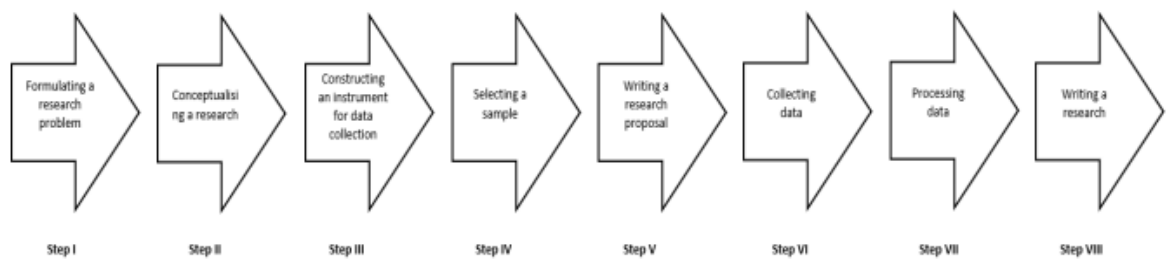 Formulating a
research
problem
Conceptualisi
ng a research
Constructing
an instrument
for data
collection
Selecting a
sample
Writing a
research
proposal
Collecting
data
Processing
data
Writing a
research
Step I
Step II
Step III
Step IV
Step V
Step VI
Step VII
Step VIII